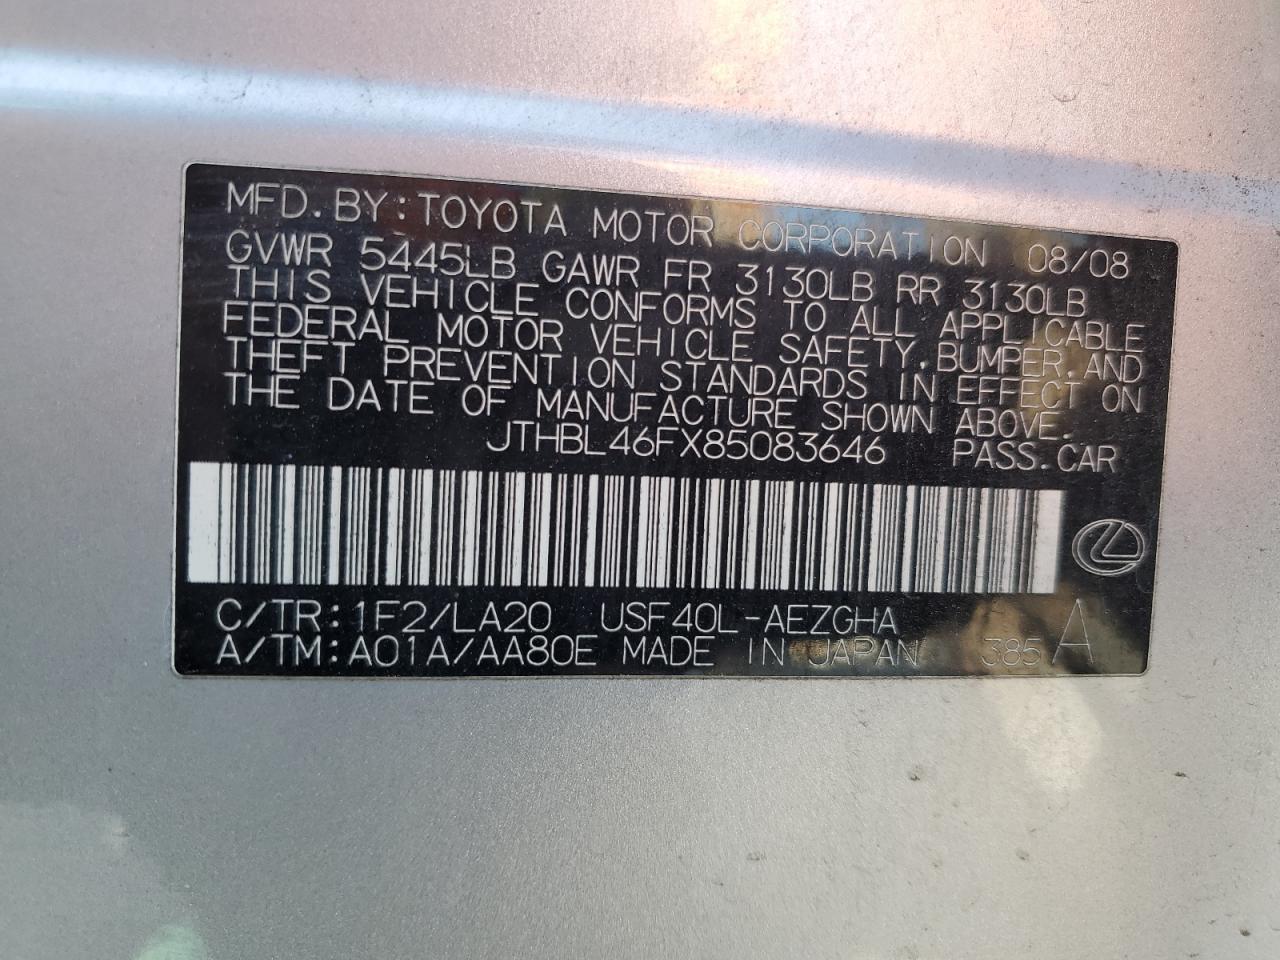 MFD.BY:TOYOTA MOTOR CORPORATION 08/08
GVWR 5445LB GAWR FR 3130LB RR 3130LB
THIS VEHICLE CONFORMS TO ALL APPLICABLE
FEDERAL MOTOR VEHICLE SAFETY,BUMPER,AND
THEFT PREVENTION STANDARDS IN EFFECT ON
THE DATE OF MANUFACTURE SHOWN ABOVE.
JTHBL46FX85083646 PASS.CAR
C/TR:1F2/LA20 USF40L-AEZGHA
A/TM:A01A/AA80E MADE IN JAPAN 385 A